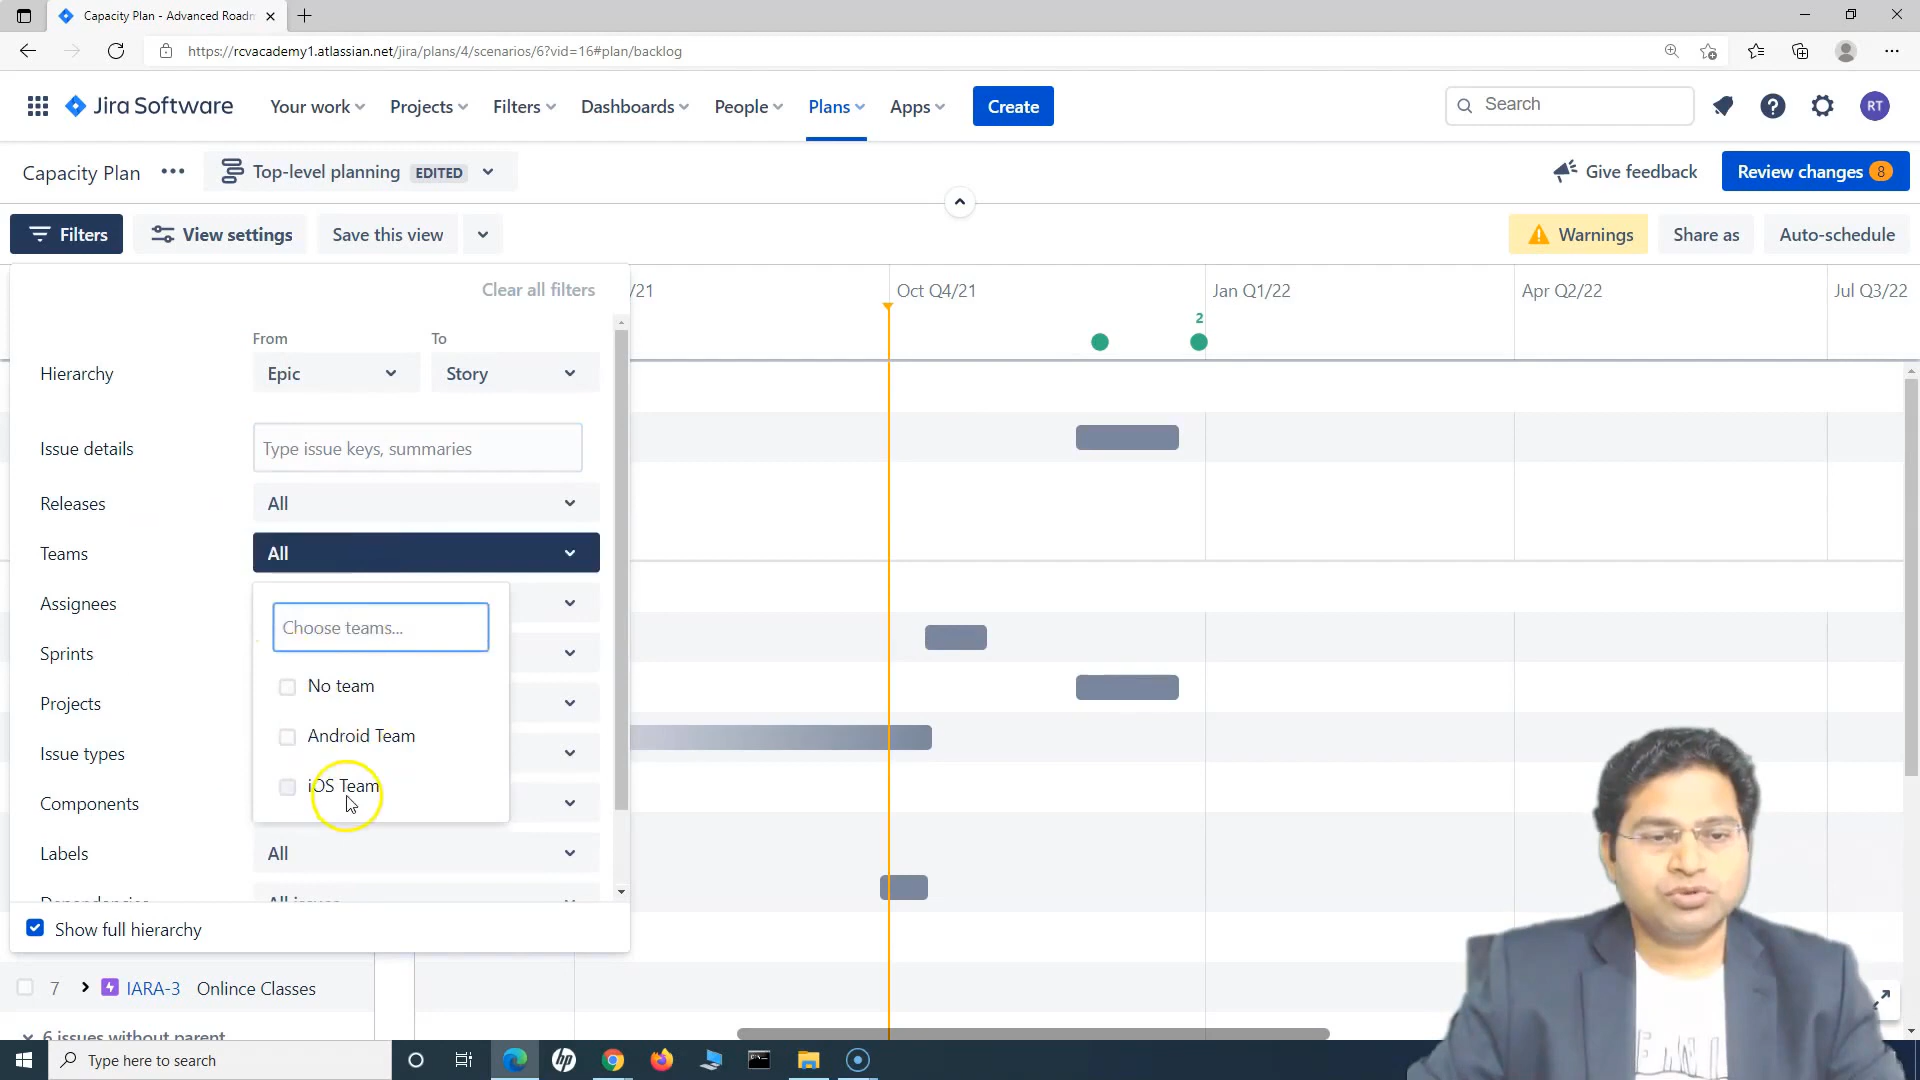 Capacity Plan - Advanced Roadm
https://rcvacademy1.atlassian.net/jira/plans/4/scenarios/6?vid=16#plan/backlog
Jira Software Your work Projects Filters Dashboards People Plans Apps Create Search RT
Capacity Plan Top-level planning EDITED Give feedback Review changes 8
Filters View settings Save this view Warnings Share as Auto-schedule
Clear all filters /21 Oct Q4/21 Jan Q1/22 Apr Q2/22 Jul Q3/22
2
From To
Hierarchy Epic Story
Issue details Type issue keys, summaries
Releases All
Teams All
Assignees
Choose teams...
Sprints
No team
Projects
Android Team
Issue types
iOS Team
Components
Labels All
Dependencies All issues
Show full hierarchy
7 IARA-3 Onlince Classes
6 issues without parent
Type here to search
hp